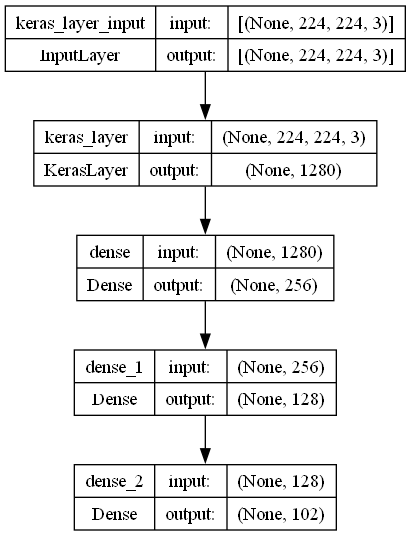 keras_layer_input input: [(None, 224, 224, 3)]
InputLayer output: [(None, 224, 224, 3)]
keras_layer input: (None, 224, 224, 3)
KerasLayer output: (None, 1280)
dense input: (None, 1280)
Dense output: (None, 256)
dense_1 input: (None, 256)
Dense output: (None, 128)
dense_2 input: (None, 128)
Dense output: (None, 102)